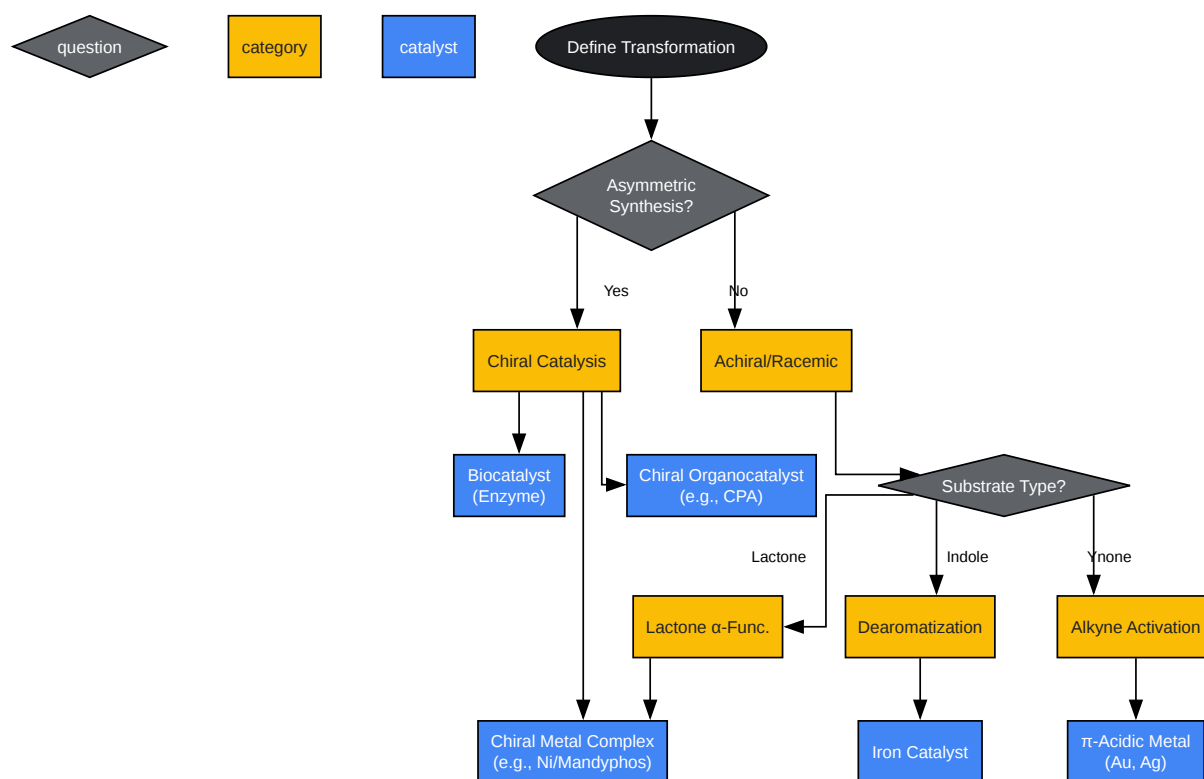 question
category
catalyst
Define Transformation
Asymmetric
Synthesis?
Yes
No
Chiral Catalysis
Achiral/Racemic
Biocatalyst
(Enzyme)
Chiral Organocatalyst
(e.g., CPA)
Substrate Type?
Lactone
Indole
Ynone
Lactone α-Func.
Dearomatization
Alkyne Activation
Chiral Metal Complex
(e.g., Ni/Mandyphos)
Iron Catalyst
π-Acidic Metal
(Au, Ag)